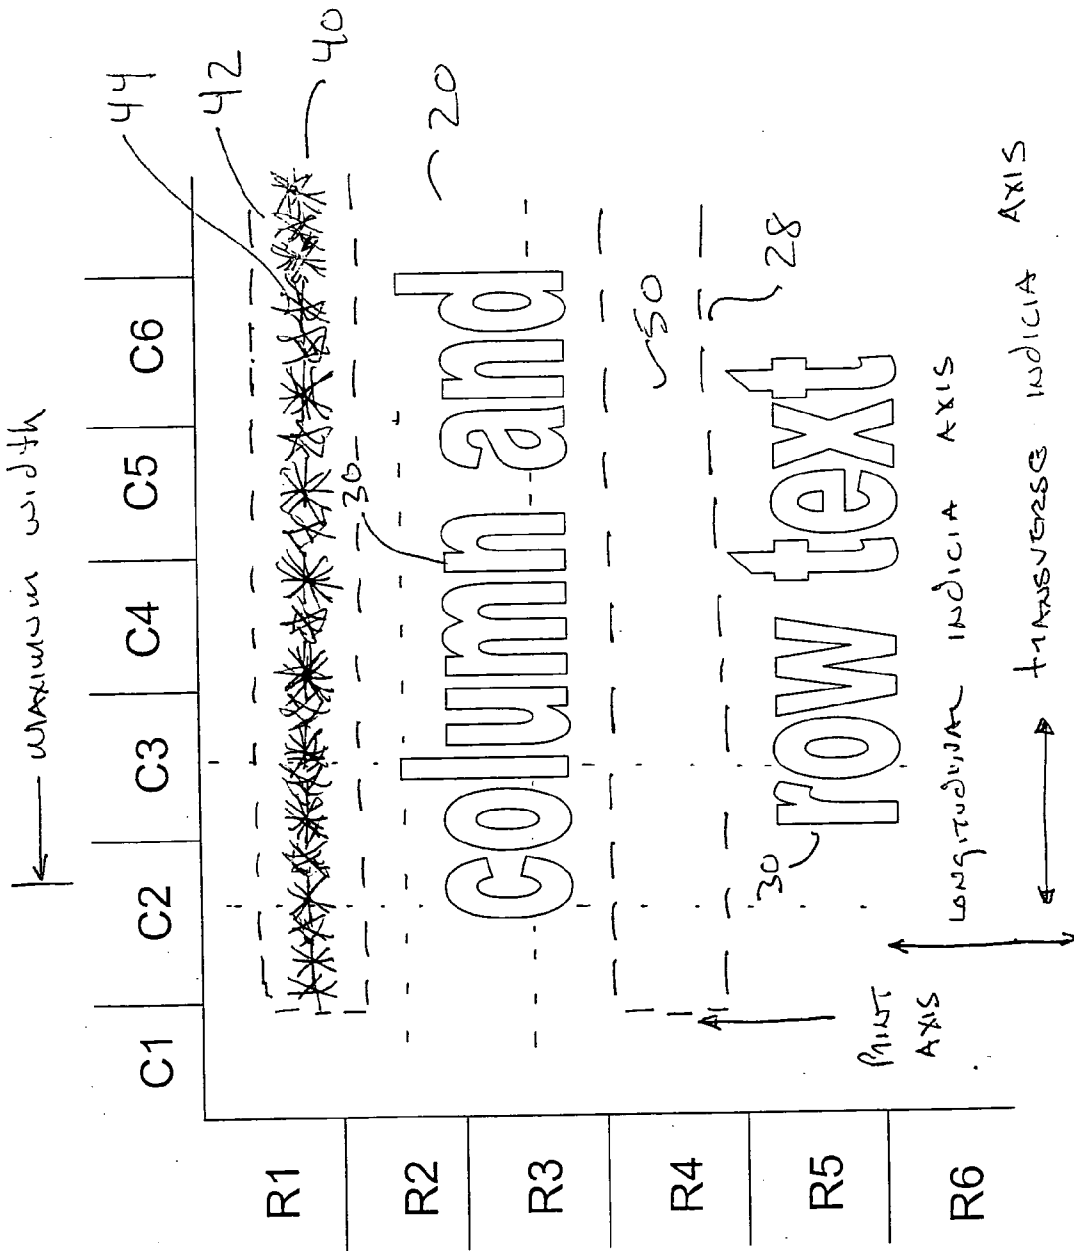 MAXIMUM width
C1 C2 C3 C4 C5 C6
44
42
40
R1
30
R2
20
column and
R3
50
R4
28
30
row text
R5
PRINT
AXIS
LONGITUDINAL INDICIA AXIS
R6
TRANSVERSE INDICIA AXIS